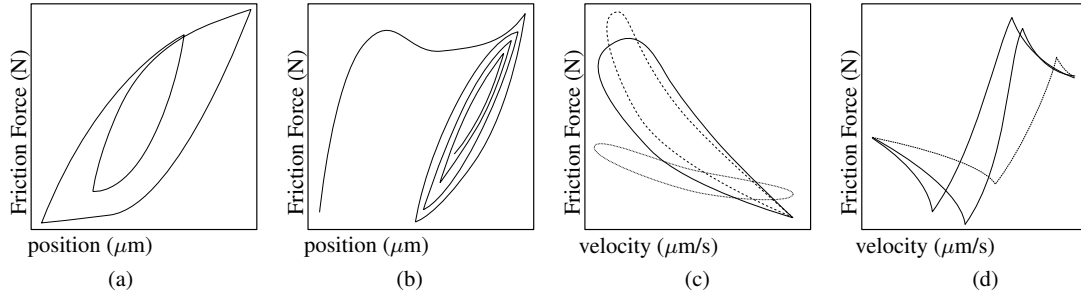 Friction Force (N)
position (μm)
(a)
Friction Force (N)
position (μm)
(b)
Friction Force (N)
velocity (μm/s)
(c)
Friction Force (N)
velocity (μm/s)
(d)